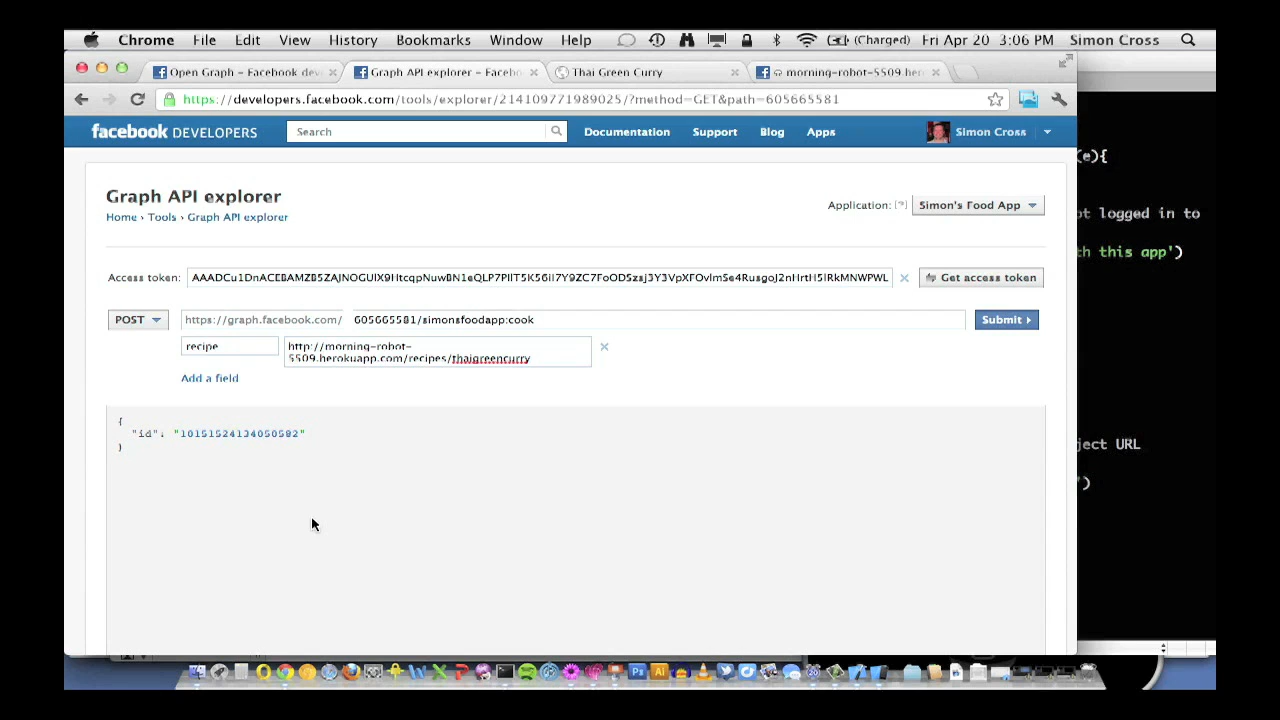 Chrome File Edit View History Bookmarks Window Help (Charged) Fri Apr 20 3:06 PM Simon Cross
Open Graph - Facebook dev
Graph API explorer - Facebo
Thai Green Curry
morning-robot-5509.her
https://developers.facebook.com/tools/explorer/214109771989025/?method=GET&path=605665581
facebook DEVELOPERS Search Documentation Support Blog Apps Simon Cross
(e){
Graph API explorer
Home › Tools › Graph API explorer
Application: [?] Simon's Food App
ot logged in to
th this app')
Access token: Get access token
POST https://graph.facebook.com/ 605665581/simonsfoodapp:cook Submit
recipe http://morning-robot-
5509.herokuapp.com/recipes/thaigreencurry
Add a field
{
"id": "10151524134050582"
}
ject URL
')